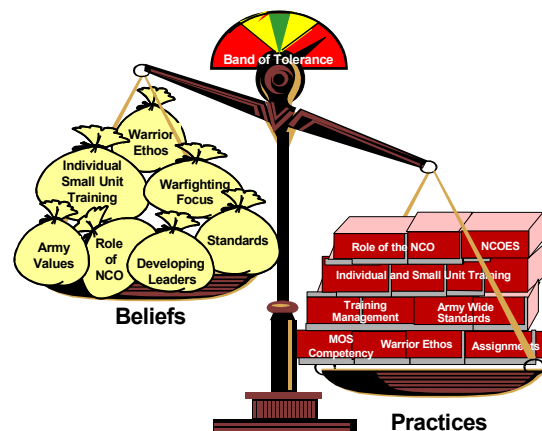 Band of Tolerance
Warrior
Ethos
Individual
Small Unit
Training
Warfighting
Focus
Army
Values
Role
of
NCO
Developing
Leaders
Standards
Beliefs
Role of the NCO
NCOES
Individual and Small Unit Training
Training
Management
Army Wide
Standards
MOS
Competency
Warrior Ethos
Assignments
Practices